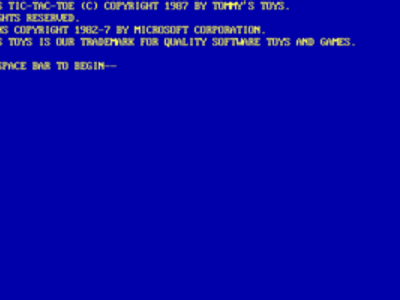 S TIC-TAC-TOE (C) COPYRIGHT 1987 BY TOMMY'S TOYS.
GHTS RESERVED.
OS COPYRIGHT 1982-7 BY MICROSOFT CORPORATION.
S TOYS IS OUR TRADEMARK FOR QUALITY SOFTWARE TOYS AND GAMES.
SPACE BAR TO BEGIN--